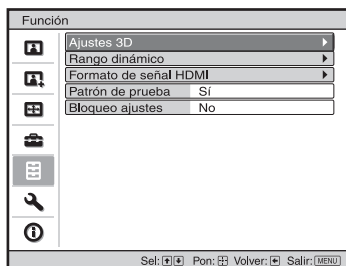 Función
Ajustes 3D
Rango dinámico
Formato de señal HDMI
Patrón de prueba Sí
Bloqueo ajustes No
Sel: Pon: Volver: Salir: MENU